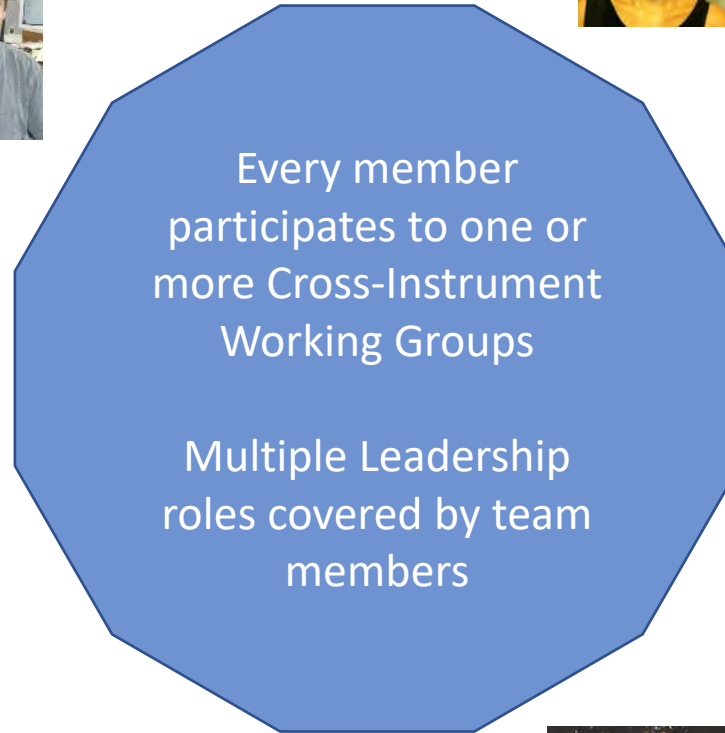 Every member
participates to one or
more Cross-Instrument
Working Groups
Multiple Leadership
roles covered by team
members